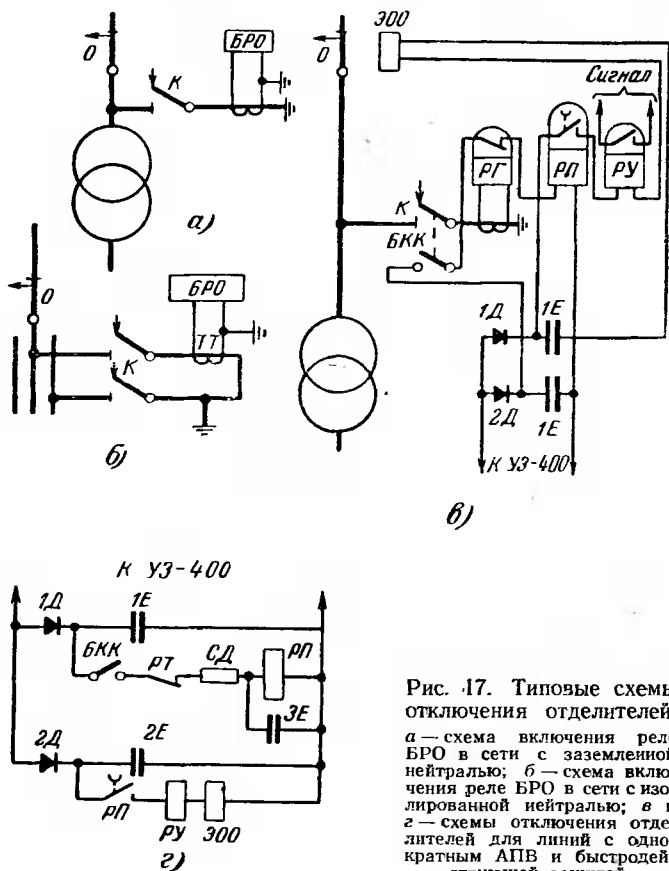 О
К
БРО
а)
О
БРО
ТТ
К
б)
О
ЭОО
Сигнал
РГ
РП
РУ
К
БКК
1Д
1Е
2Д
1Е
К УЗ-400
в)
К УЗ-400
1Д
1Е
БКК
РТ
СД
РП
3Е
2Д
2Е
РП
РУ
ЭОО
г)
Рис. 17. Типовые схемы
отключения отделителей
а — схема включения реле
БРО в сети с заземленной
нейтралью; б — схема вклю-
чения реле БРО в сети с изо-
лированной нейтралью; в и
г — схемы отключения отде-
лителей для линий с одно-
кратным АПВ и быстродей-